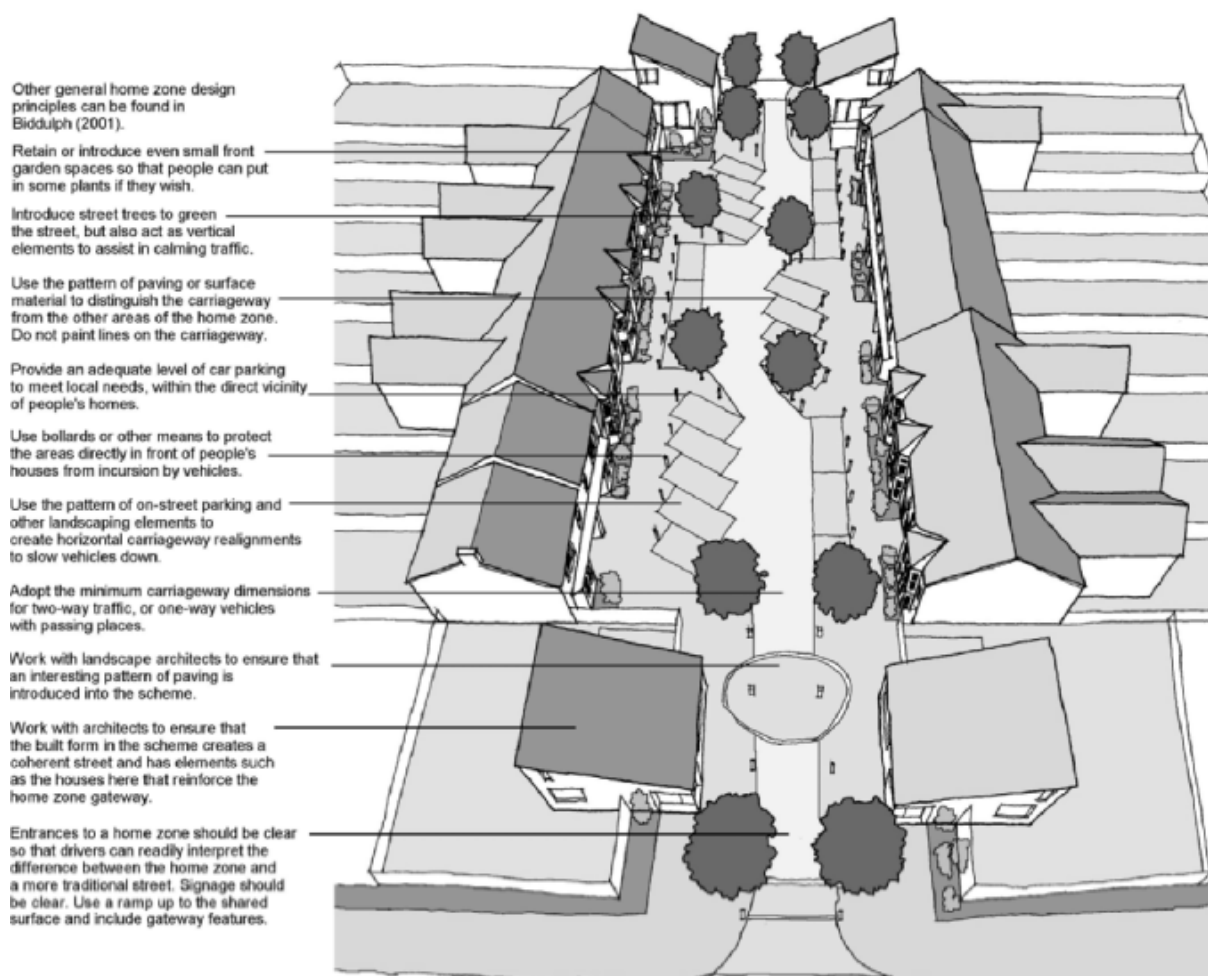 Other general home zone design
principles can be found in
Biddulph (2001).
Retain or introduce even small front
garden spaces so that people can put
in some plants if they wish.
Introduce street trees to green
the street, but also act as vertical
elements to assist in calming traffic.
Use the pattern of paving or surface
material to distinguish the carriageway
from the other areas of the home zone.
Do not paint lines on the carriageway.
Provide an adequate level of car parking
to meet local needs, within the direct vicinity
of people's homes.
Use bollards or other means to protect
the areas directly in front of people's
houses from incursion by vehicles.
Use the pattern of on-street parking and
other landscaping elements to
create horizontal carriageway realignments
to slow vehicles down.
Adopt the minimum carriageway dimensions
for two-way traffic, or one-way vehicles
with passing places.
Work with landscape architects to ensure that
an interesting pattern of paving is
introduced into the scheme.
Work with architects to ensure that
the built form in the scheme creates a
coherent street and has elements such
as the houses here that reinforce the
home zone gateway.
Entrances to a home zone should be clear
so that drivers can readily interpret the
difference between the home zone and
a more traditional street. Signage should
be clear. Use a ramp up to the shared
surface and include gateway features.